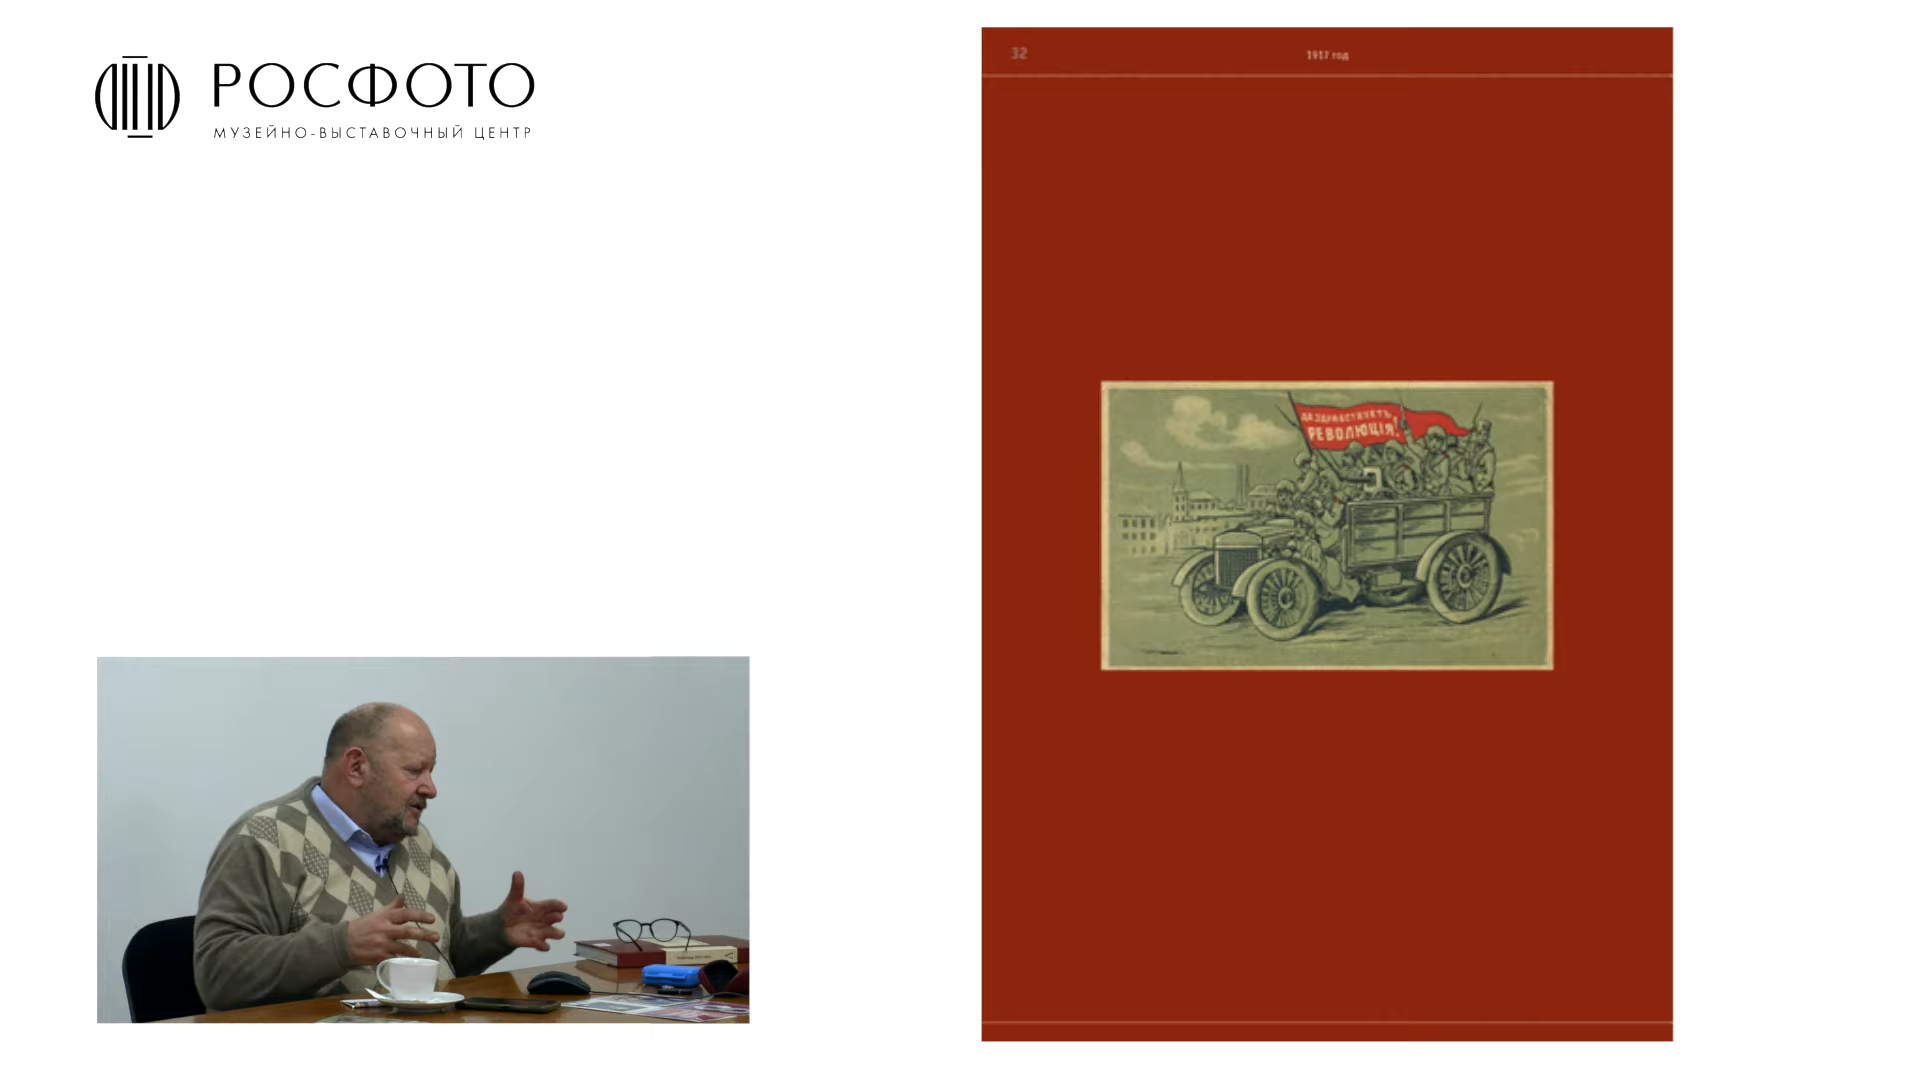 РОСФОТО
МУЗЕЙНО-ВЫСТАВОЧНЫЙ ЦЕНТР
32
1917 год
ДА ЗДРАВСТВУЕТЪ
РЕВОЛЮЦІЯ!